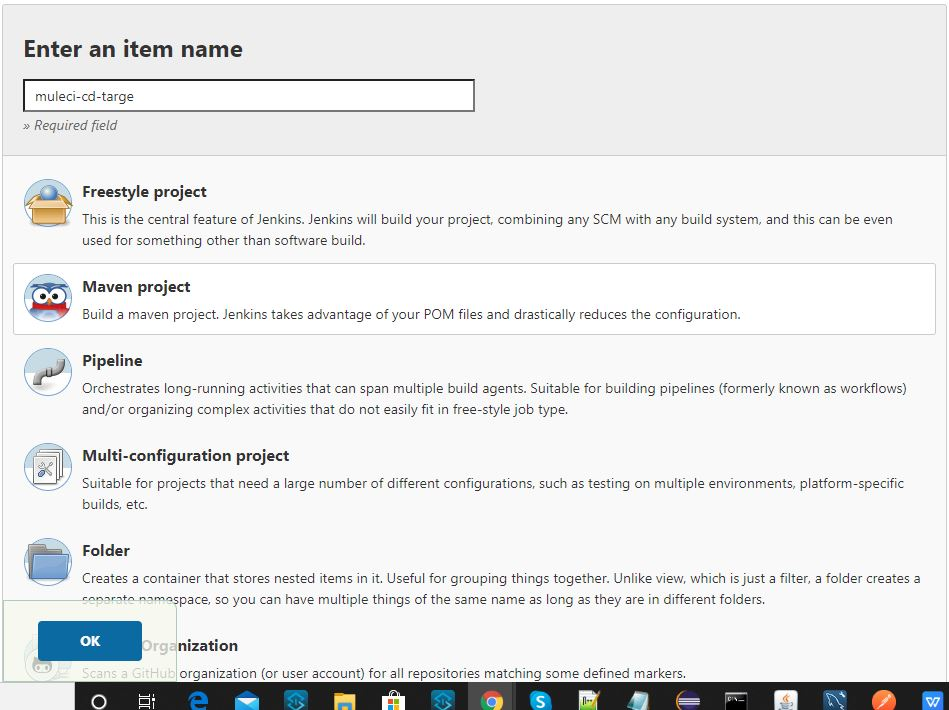 Enter an item name
muleci-cd-targe
» Required field
Freestyle project
This is the central feature of Jenkins. Jenkins will build your project, combining any SCM with any build system, and this can be even
used for something other than software build.
Maven project
Build a maven project. Jenkins takes advantage of your POM files and drastically reduces the configuration.
Pipeline
Orchestrates long-running activities that can span multiple build agents. Suitable for building pipelines (formerly known as workflows)
and/or organizing complex activities that do not easily fit in free-style job type.
Multi-configuration project
Suitable for projects that need a large number of different configurations, such as testing on multiple environments, platform-specific
builds, etc.
Folder
Creates a container that stores nested items in it. Useful for grouping things together. Unlike view, which is just a filter, a folder creates a
separate namespace, so you can have multiple things of the same name as long as they are in different folders.
OK
Organization
Scans a GitHub organization (or user account) for all repositories matching some defined markers.